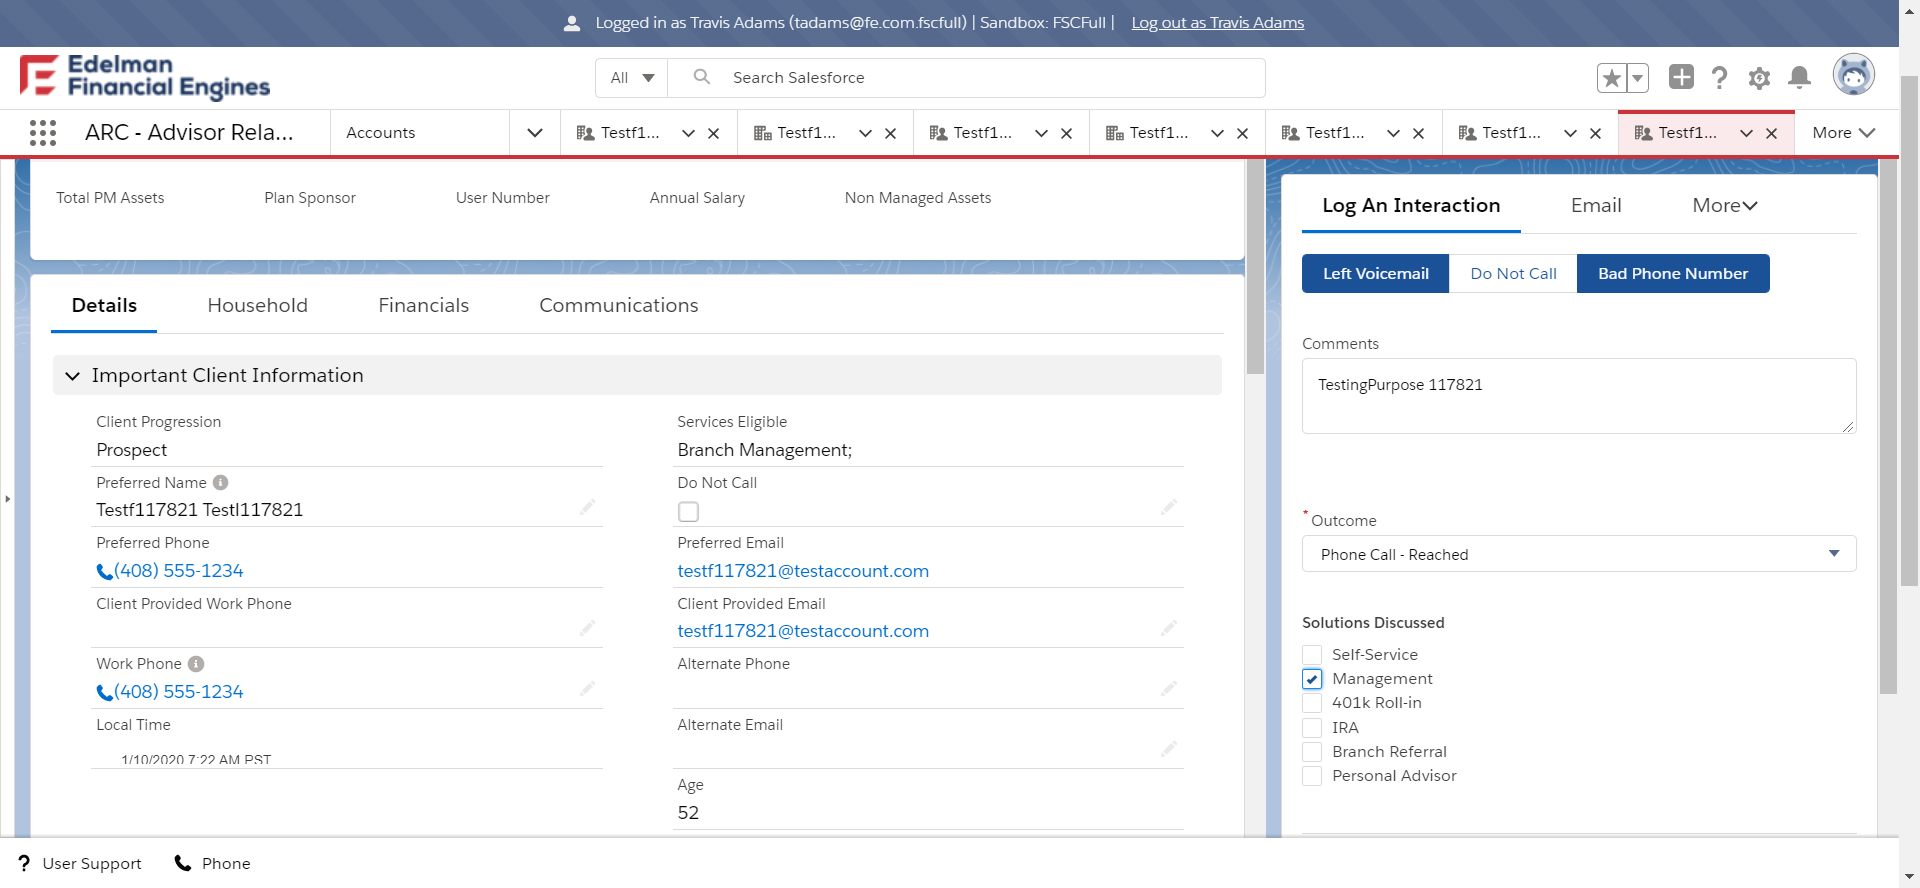 Logged in as Travis Adams (tadams@fe.com.fscfull) | Sandbox: FSCFull | Log out as Travis Adams
Edelman
Financial Engines
All
Search Salesforce
ARC - Advisor Rela...
Accounts
Testf1...
Testf1...
Testf1...
Testf1...
Testf1...
Testf1...
Testf1...
More
Total PM Assets
Plan Sponsor
User Number
Annual Salary
Non Managed Assets
Details
Household
Financials
Communications
Important Client Information
Client Progression
Prospect
Services Eligible
Branch Management;
Preferred Name
Testf117821 Testl117821
Do Not Call
Preferred Phone
(408) 555-1234
Preferred Email
testf117821@testaccount.com
Client Provided Work Phone
Client Provided Email
testf117821@testaccount.com
Work Phone
(408) 555-1234
Alternate Phone
Local Time
1/10/2020 7:22 AM PST
Alternate Email
Age
52
Log An Interaction
Email
More
Left Voicemail
Do Not Call
Bad Phone Number
Comments
TestingPurpose 117821
* Outcome
Phone Call - Reached
Solutions Discussed
Self-Service
Management
401k Roll-in
IRA
Branch Referral
Personal Advisor
? User Support
Phone